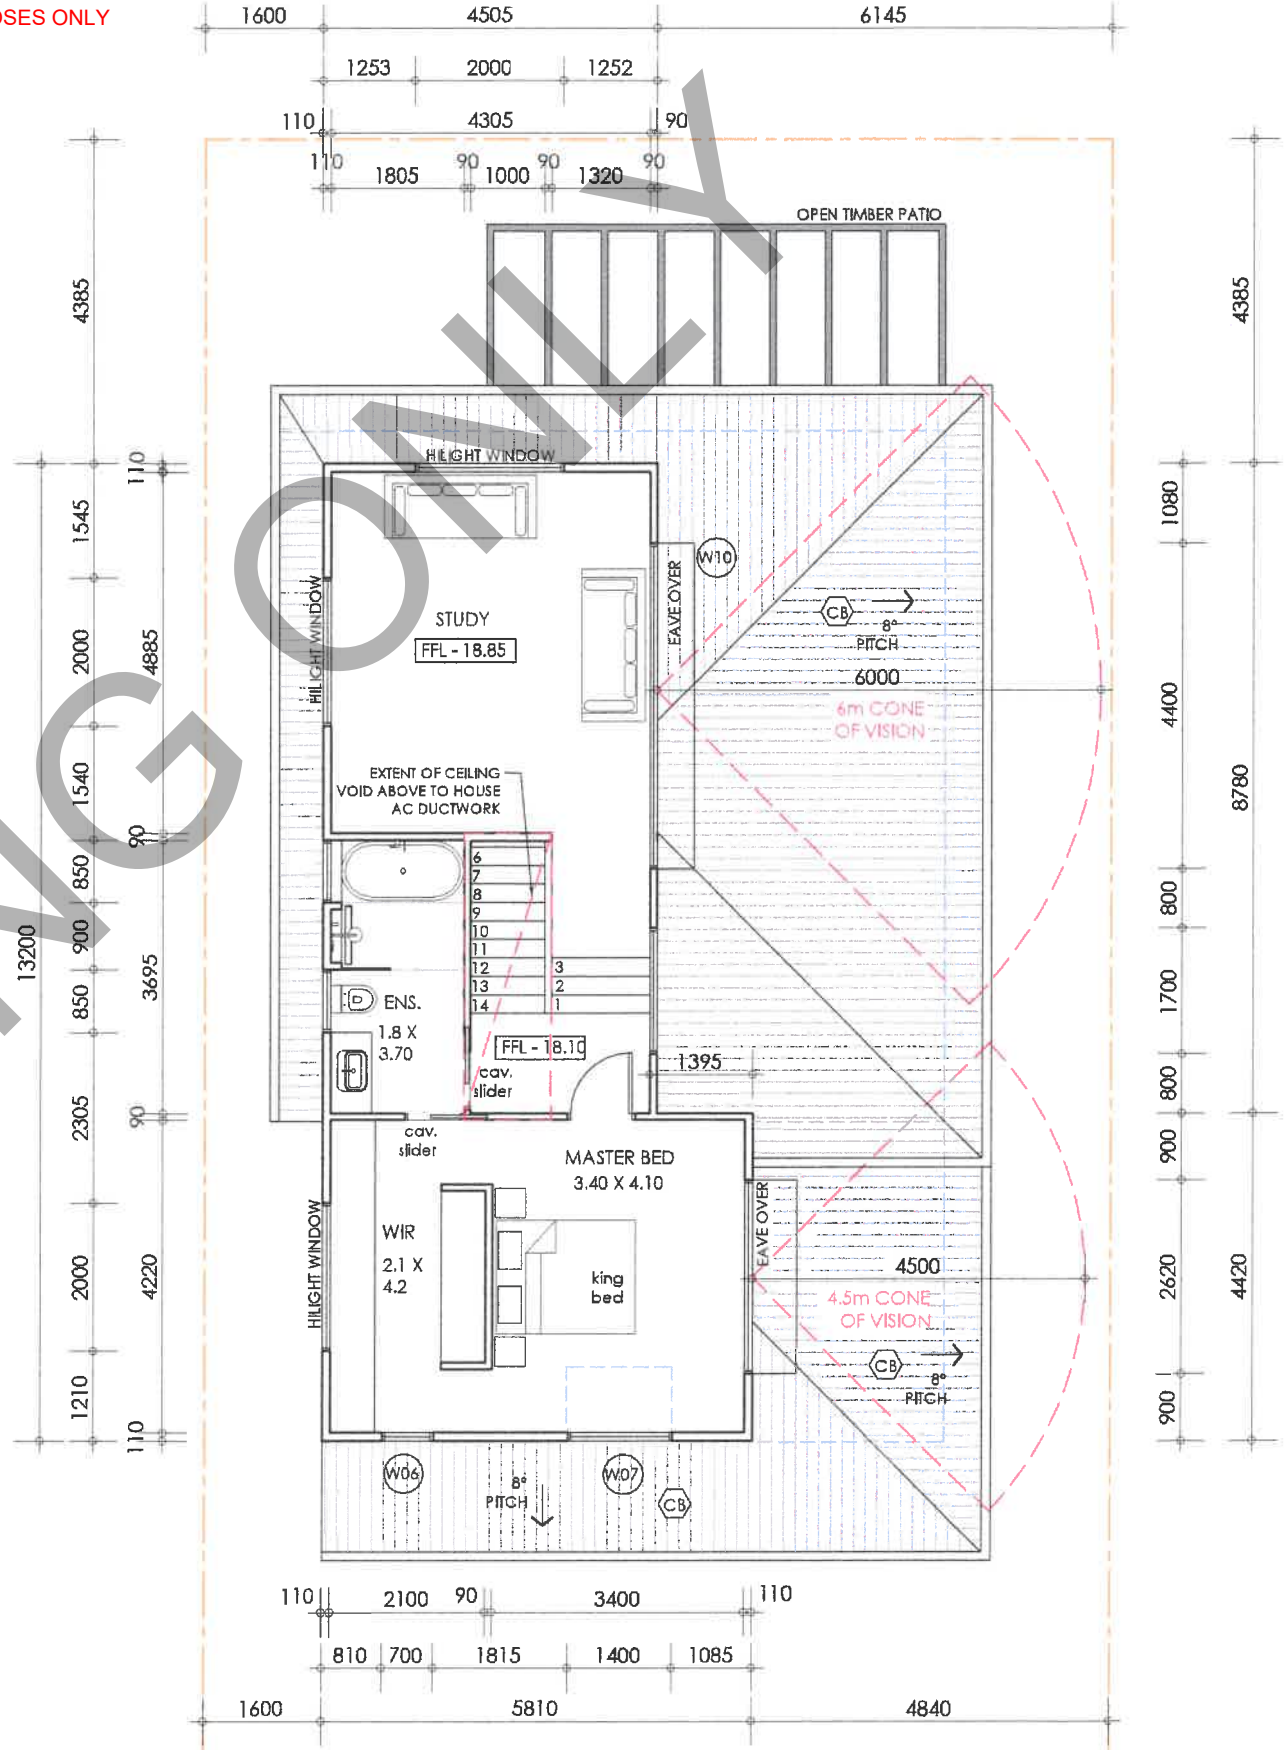 OSES ONLY
1600 4505 6145
1253 2000 1252
110 4305 90
110 90 90 90
1805 1000 1320
OPEN TIMBER PATIO
4385
4385
HILIGHT WINDOW
110
1545
1080
13200
HILIGHT WINDOW
STUDY
FFL - 18.85
EAVE OVER
W10
CB
8°
PITCH
6000
6m CONE
OF VISION
2000
4885
4400
8780
EXTENT OF CEILING
VOID ABOVE TO HOUSE
AC DUCTWORK
1540
90
850
900
850
3695
6
7
8
9
10
11
12 3
13 2
14 1
800
1700
800
ENS.
1.8 X
3.70
FFL - 18.10
cav.
slider
1395
2305
90
cav.
slider
MASTER BED
3.40 X 4.10
900
HILIGHT WINDOW
WIR
2.1 X
4.2
king
bed
EAVE OVER
4500
4.5m CONE
OF VISION
CB
8°
PITCH
2000
4220
2620
4420
1210
110
900
W06
8°
PITCH
W07
CB
110 2100 90 3400 110
810 700 1815 1400 1085
1600 5810 4840
NG ONLY